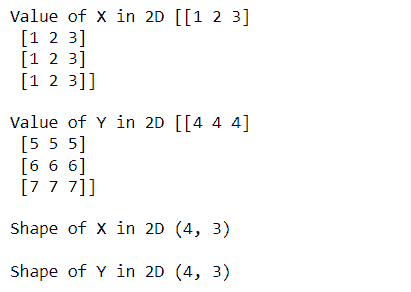 Value of X in 2D [[1 2 3]
 [1 2 3]
 [1 2 3]
 [1 2 3]]
Value of Y in 2D [[4 4 4]
 [5 5 5]
 [6 6 6]
 [7 7 7]]
Shape of X in 2D (4, 3)
Shape of Y in 2D (4, 3)